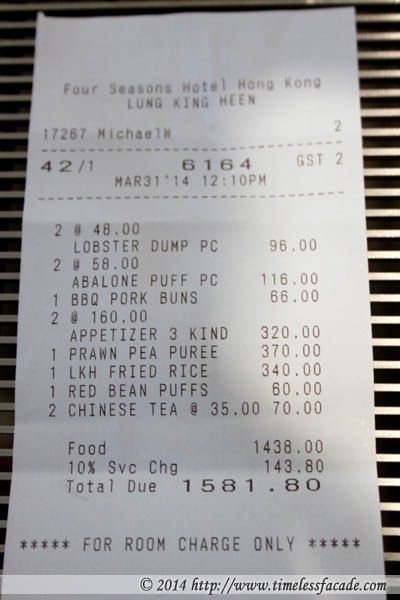 Four Seasons Hotel Hong Kong
LUNG KING HEEN
17267 MichaelW 2
42/1 6164 GST 2
MAR31'14 12:10PM
2 @ 48.00
LOBSTER DUMP PC 96.00
2 @ 58.00
ABALONE PUFF PC 116.00
1 BBQ PORK BUNS 66.00
2 @ 160.00
APPETIZER 3 KIND 320.00
1 PRAWN PEA PUREE 370.00
1 LKH FRIED RICE 340.00
1 RED BEAN PUFFS 60.00
2 CHINESE TEA @ 35.00 70.00
Food 1438.00
10% Svc Chg 143.80
Total Due 1581.80
***** FOR ROOM CHARGE ONLY *****
© 2014 http://www.timelessfacade.com